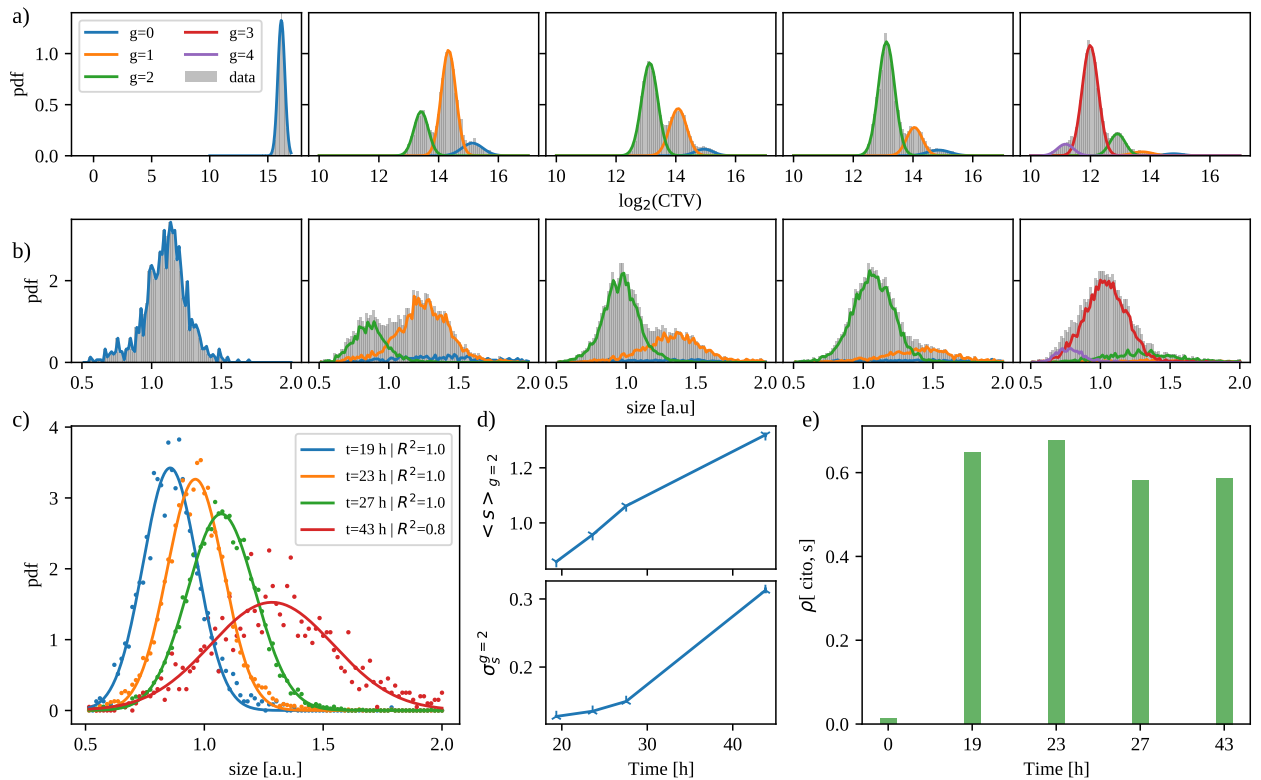 a)
pdf
1.0
0.5
0.0
g=0
g=1
g=2
g=3
g=4
data
0 5 10 15
10 12 14 16
10 12 14 16
10 12 14 16
10 12 14 16
log₂(CTV)
b)
pdf
2
0
0.5 1.0 1.5 2.0
0.5 1.0 1.5 2.0
0.5 1.0 1.5 2.0
0.5 1.0 1.5 2.0
0.5 1.0 1.5 2.0
size [a.u]
c)
pdf
4
3
2
1
0
t=19 h | R²=1.0
t=23 h | R²=1.0
t=27 h | R²=1.0
t=43 h | R²=0.8
0.5 1.0 1.5 2.0
size [a.u.]
d)
< s > g = 2
1.2
1.0
σₛ g = 2
0.3
0.2
20 30 40
Time [h]
e)
ρ[ cito, s]
0.6
0.4
0.2
0.0
0 19 23 27 43
Time [h]